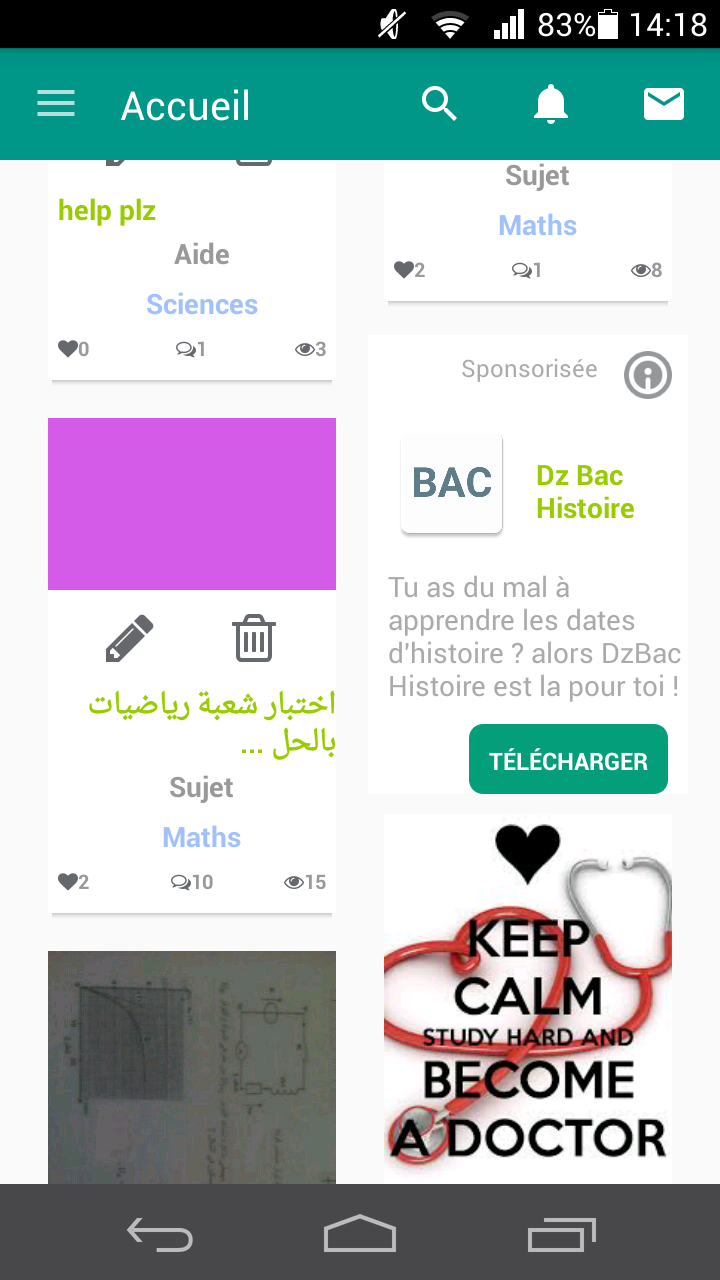 83% 14:18
Accueil
help plz
Aide
Sciences
0 1 3
اختبار شعبة رياضيات
بالحل ...
Sujet
Maths
2 10 15
Sujet
Maths
2 1 8
Sponsorisée
BAC
Dz Bac
Histoire
Tu as du mal à
apprendre les dates
d'histoire ? alors DzBac
Histoire est la pour toi !
TÉLÉCHARGER
KEEP
CALM
STUDY HARD AND
BECOME
A DOCTOR